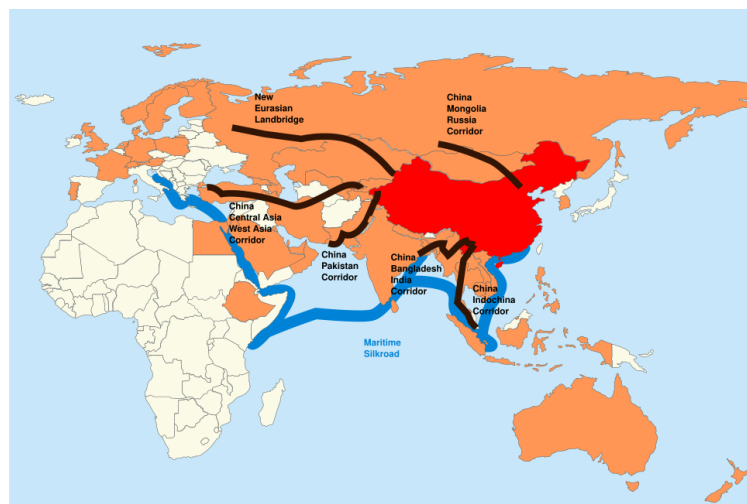 New
Eurasian
Landbridge
China
Mongolia
Russia
Corridor
China
Central Asia
West Asia
Corridor
China
Pakistan
Corridor
China
Bangladesh
India
Corridor
China
Indochina
Corridor
Maritime
Silkroad